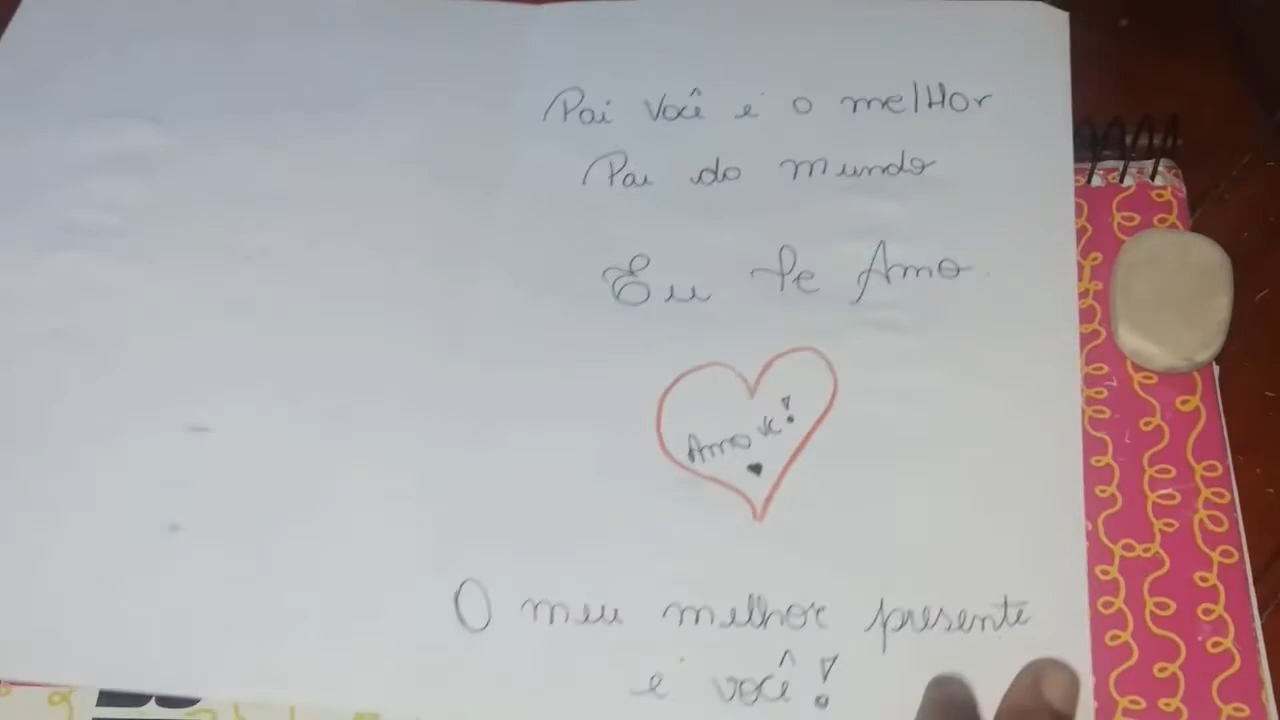 Pai você é o melHor
Pai do mundo
Eu te Amo
Amo vc!
O meu melhor presente
é você!